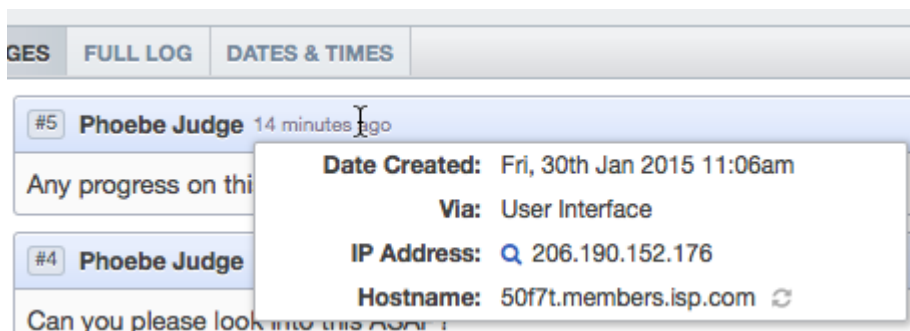 GES FULL LOG DATES & TIMES
#5 Phoebe Judge 14 minutes ago
Date Created: Fri, 30th Jan 2015 11:06am
Any progress on thi
Via: User Interface
IP Address: 206.190.152.176
#4 Phoebe Judge
Hostname: 50f7t.members.isp.com
Can you please look into this ASAP?